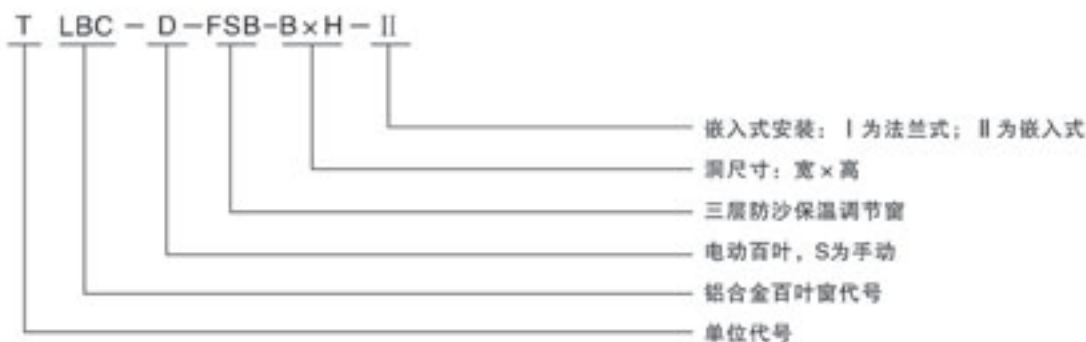 T LBC－D－FSB-B×H－Ⅱ
嵌入式安装：Ⅰ为法兰式；Ⅱ为嵌入式
洞尺寸：宽×高
三层防沙保温调节窗
电动百叶，S为手动
铝合金百叶窗代号
单位代号